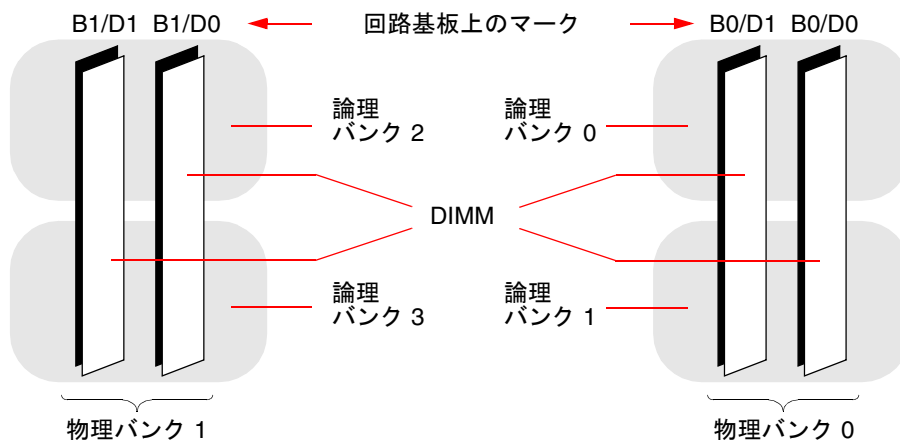 B1/D1 B1/D0
回路基板上のマーク
B0/D1 B0/D0
論理
バンク 2
論理
バンク 0
DIMM
論理
バンク 3
論理
バンク 1
物理バンク 1
物理バンク 0